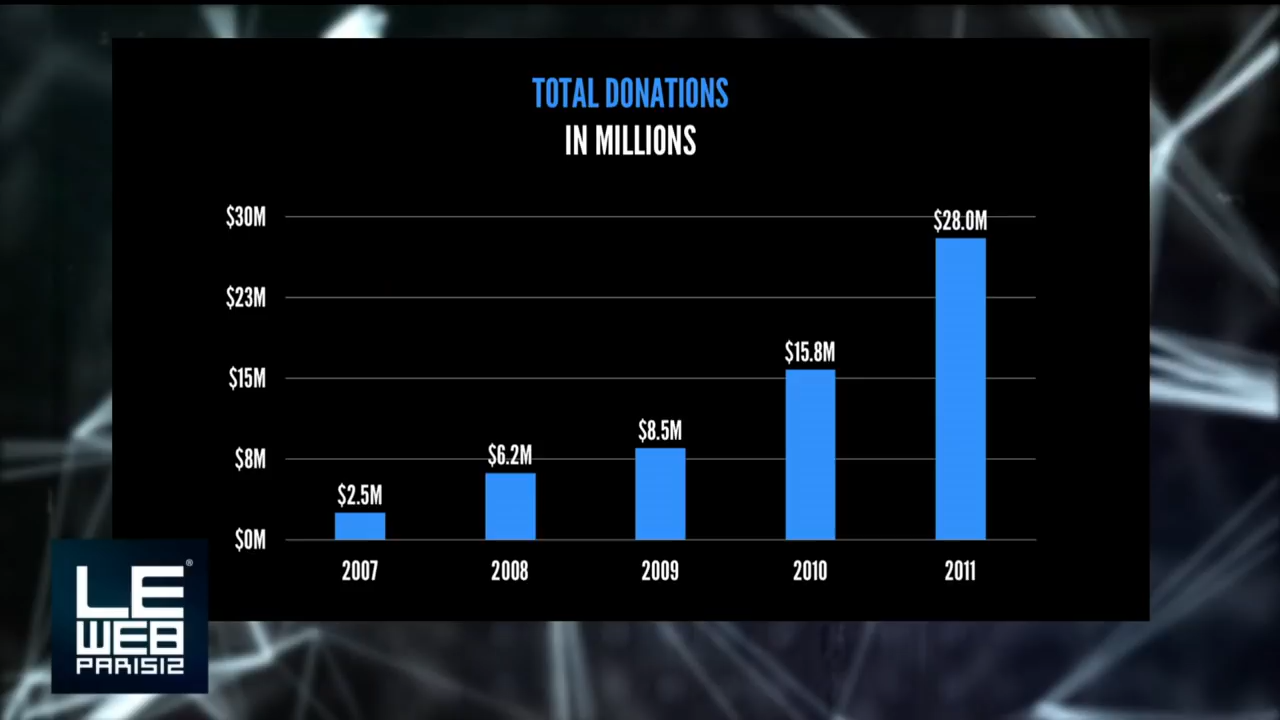 TOTAL DONATIONS
IN MILLIONS
$30M
$23M
$15M
$8M
$0M
$2.5M
$6.2M
$8.5M
$15.8M
$28.0M
2007
2008
2009
2010
2011
LE®
WEB
PARIS12